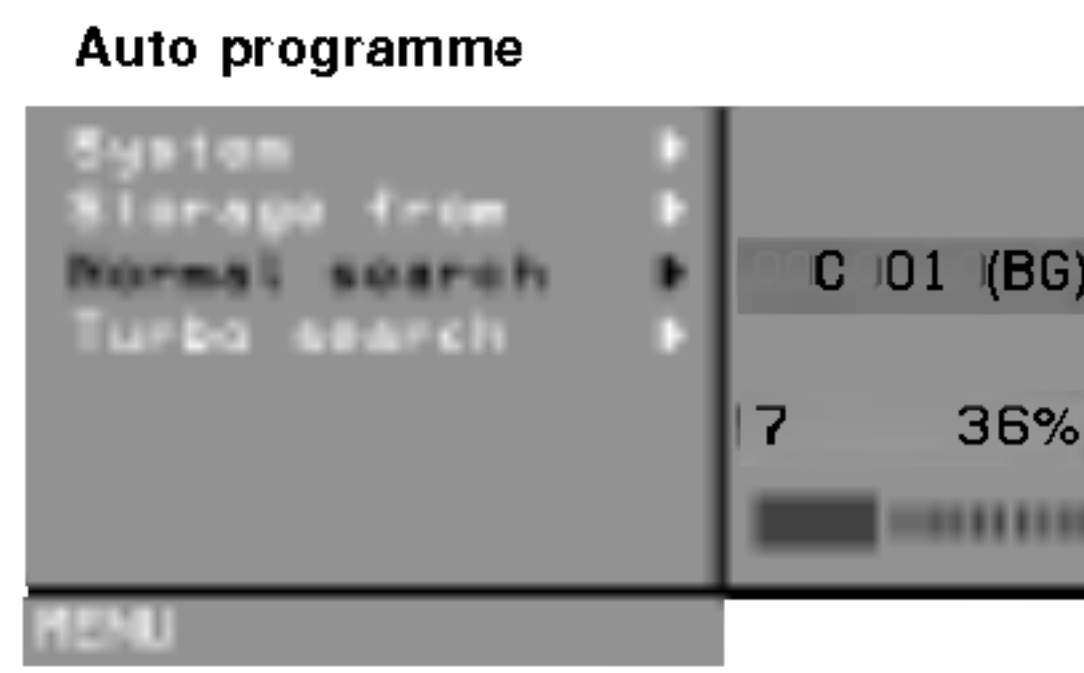 Auto programme
System
Storage from
Normal search
C 01 (BG)
Turbo search
7 36%
MENU